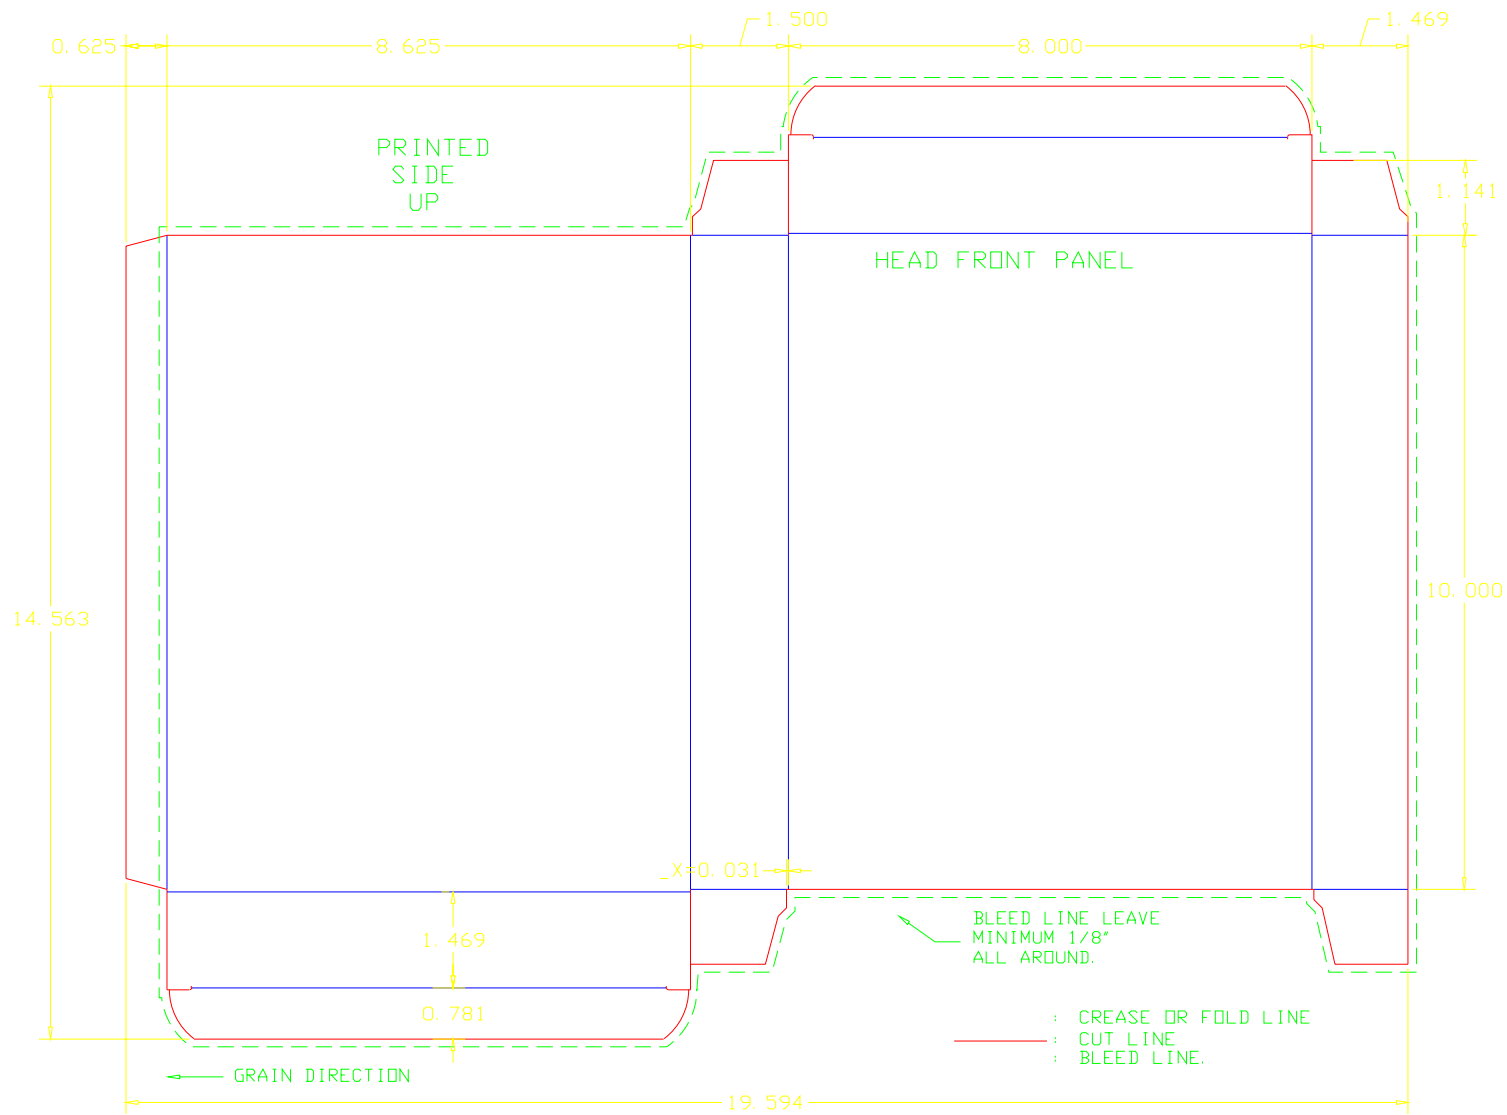 1.500
1.469
0.625
8.625
8.000
PRINTED
SIDE
UP
1.141
HEAD FRONT PANEL
10.000
14.563
_X=0.031
BLEED LINE LEAVE
MINIMUM 1/8"
ALL AROUND.
1.469
0.781
: CREASE OR FOLD LINE
: CUT LINE
: BLEED LINE.
GRAIN DIRECTION
19.594